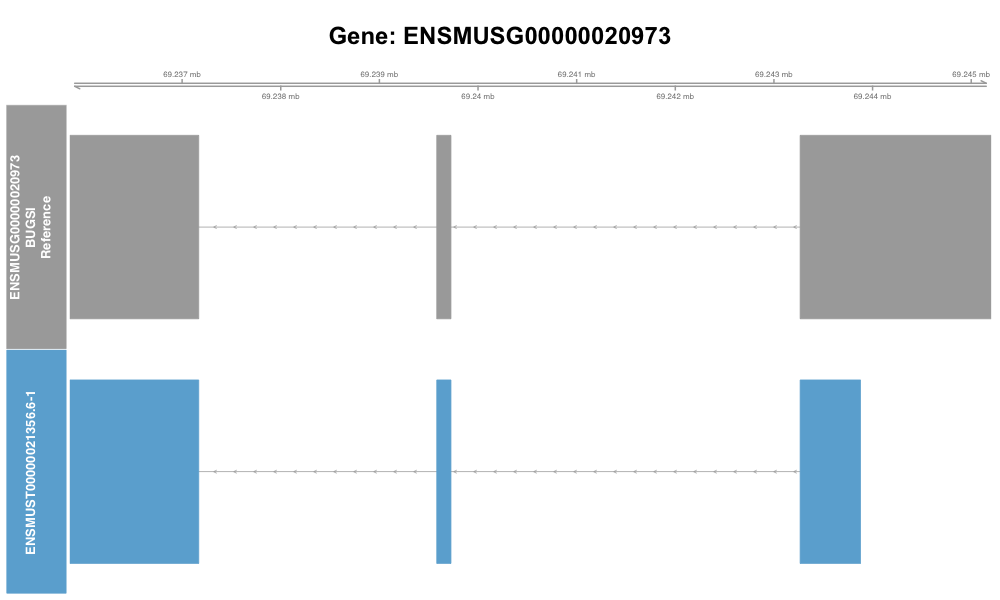 Gene: ENSMUSG00000020973
69.237 mb
69.239 mb
69.241 mb
69.243 mb
69.245 mb
69.238 mb
69.24 mb
69.242 mb
69.244 mb
ENSMUSG00000020973
BUGSI
Reference
ENSMUST00000021356.6-1